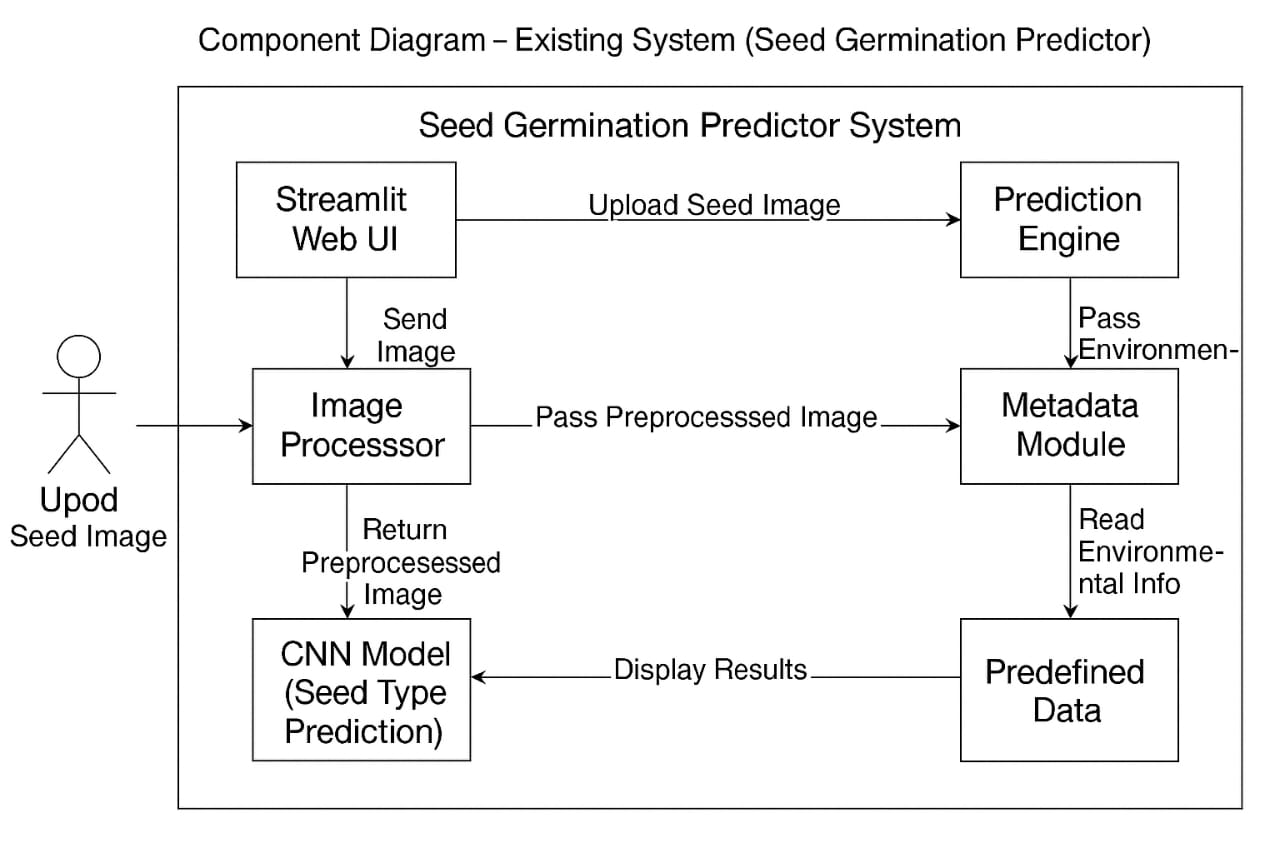 Component Diagram – Existing System (Seed Germination Predictor)
Seed Germination Predictor System
Streamlit
Web UI
Upload Seed Image
Prediction
Engine
Send
Image
Pass
Environmen-
Upod
Seed Image
Image
Processsor
Pass Preprocesssed Image
Metadata
Module
Return
Preprocesessed
Image
Read
Environme-
ntal Info
CNN Model
(Seed Type
Prediction)
Display Results
Predefined
Data